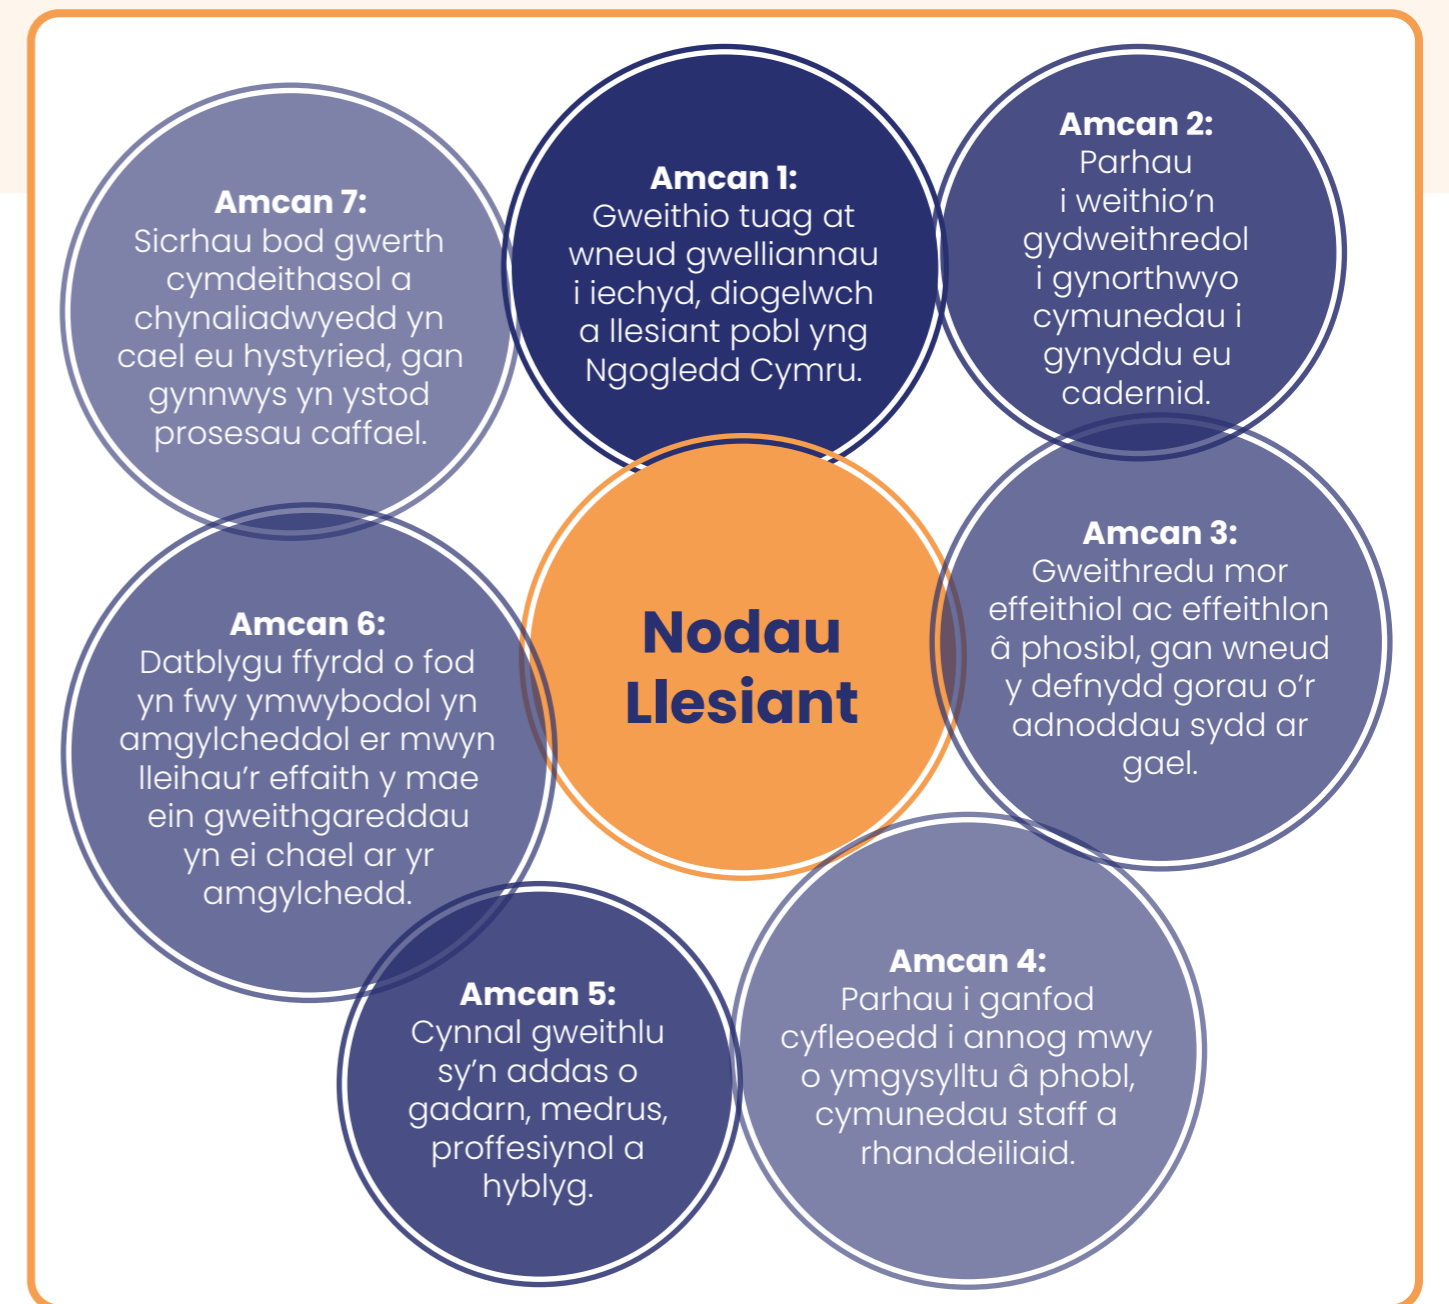 Amcan 1:
Gweithio tuag at
wneud gwelliannau
i iechyd, diogelwch
a llesiant pobl yng
Ngogledd Cymru.
Amcan 2:
Parhau
i weithio’n
gydweithredol
i gynorthwyo
cymunedau i
gynyddu eu
cadernid.
Amcan 3:
Gweithredu mor
effeithiol ac effeithlon
â phosibl, gan wneud
y defnydd gorau o’r
adnoddau sydd ar
gael.
Amcan 4:
Parhau i ganfod
cyfleoedd i annog mwy
o ymgysylltu â phobl,
cymunedau staff a
rhanddeiliaid.
Amcan 5:
Cynnal gweithlu
sy’n addas o
gadarn, medrus,
proffesiynol a
hyblyg.
Amcan 6:
Datblygu ffyrdd o fod
yn fwy ymwybodol yn
amgylcheddol er mwyn
lleihau’r effaith y mae
ein gweithgareddau
yn ei chael ar yr
amgylchedd.
Amcan 7:
Sicrhau bod gwerth
cymdeithasol a
chynaliadwyedd yn
cael eu hystyried, gan
gynnwys yn ystod
prosesau caffael.
Nodau
Llesiant